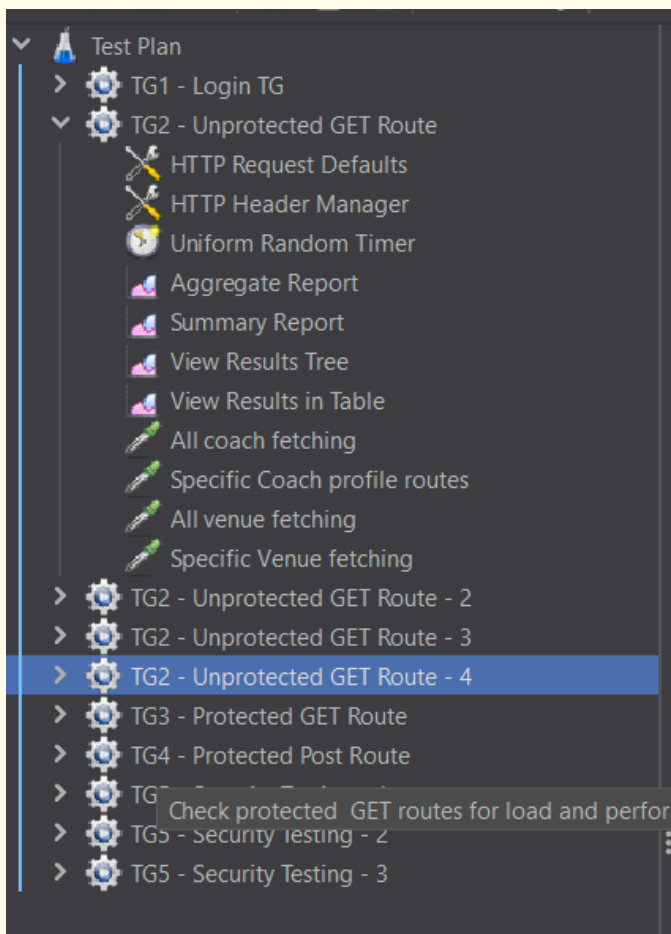 Test Plan
TG1 - Login TG
TG2 - Unprotected GET Route
HTTP Request Defaults
HTTP Header Manager
Uniform Random Timer
Aggregate Report
Summary Report
View Results Tree
View Results in Table
All coach fetching
Specific Coach profile routes
All venue fetching
Specific Venue fetching
TG2 - Unprotected GET Route - 2
TG2 - Unprotected GET Route - 3
TG2 - Unprotected GET Route - 4
TG3 - Protected GET Route
TG4 - Protected Post Route
Check protected GET routes for load and perfor
TG5 - Security Testing - 2
TG5 - Security Testing - 3